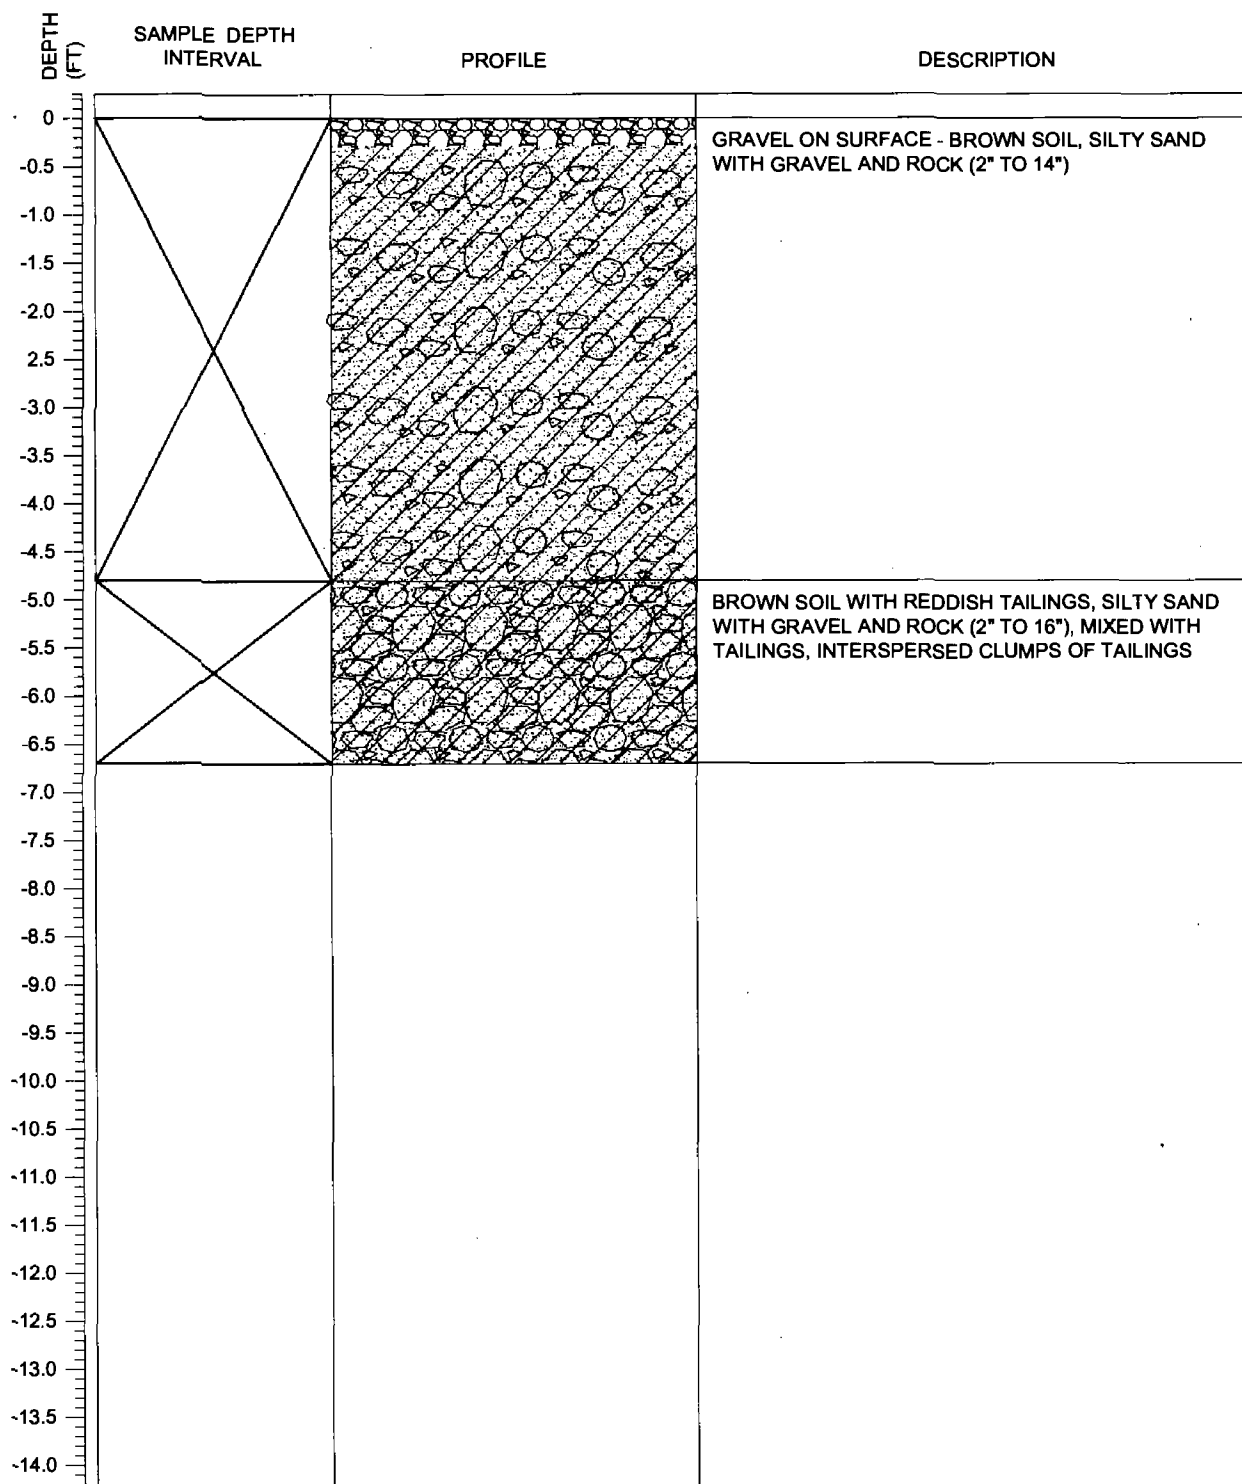 DEPTH
(FT)
SAMPLE DEPTH
INTERVAL
PROFILE
DESCRIPTION
0
GRAVEL ON SURFACE - BROWN SOIL, SILTY SAND
WITH GRAVEL AND ROCK (2" TO 14")
-0.5
-1.0
-1.5
-2.0
-2.5
-3.0
-3.5
-4.0
-4.5
-5.0
BROWN SOIL WITH REDDISH TAILINGS, SILTY SAND
WITH GRAVEL AND ROCK (2" TO 16"), MIXED WITH
TAILINGS, INTERSPERSED CLUMPS OF TAILINGS
-5.5
-6.0
-6.5
-7.0
-7.5
-8.0
-8.5
-9.0
-9.5
-10.0
-10.5
-11.0
-11.5
-12.0
-12.5
-13.0
-13.5
-14.0